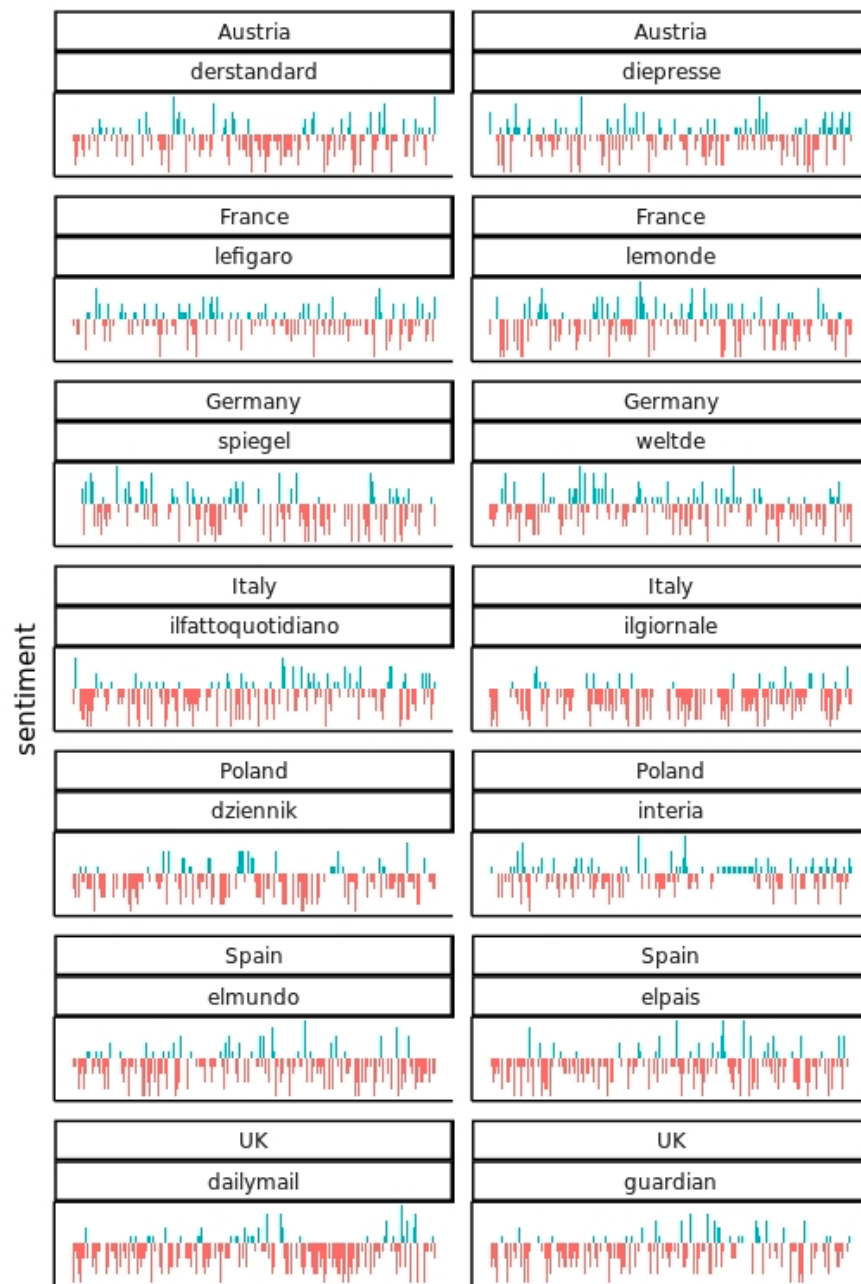 Austria
derstandard
Austria
diepresse
France
lefigaro
France
lemonde
Germany
spiegel
Germany
weltde
Italy
ilfattoquotidiano
Italy
ilgiornale
sentiment
Poland
dziennik
Poland
interia
Spain
elmundo
Spain
elpais
UK
dailymail
UK
guardian